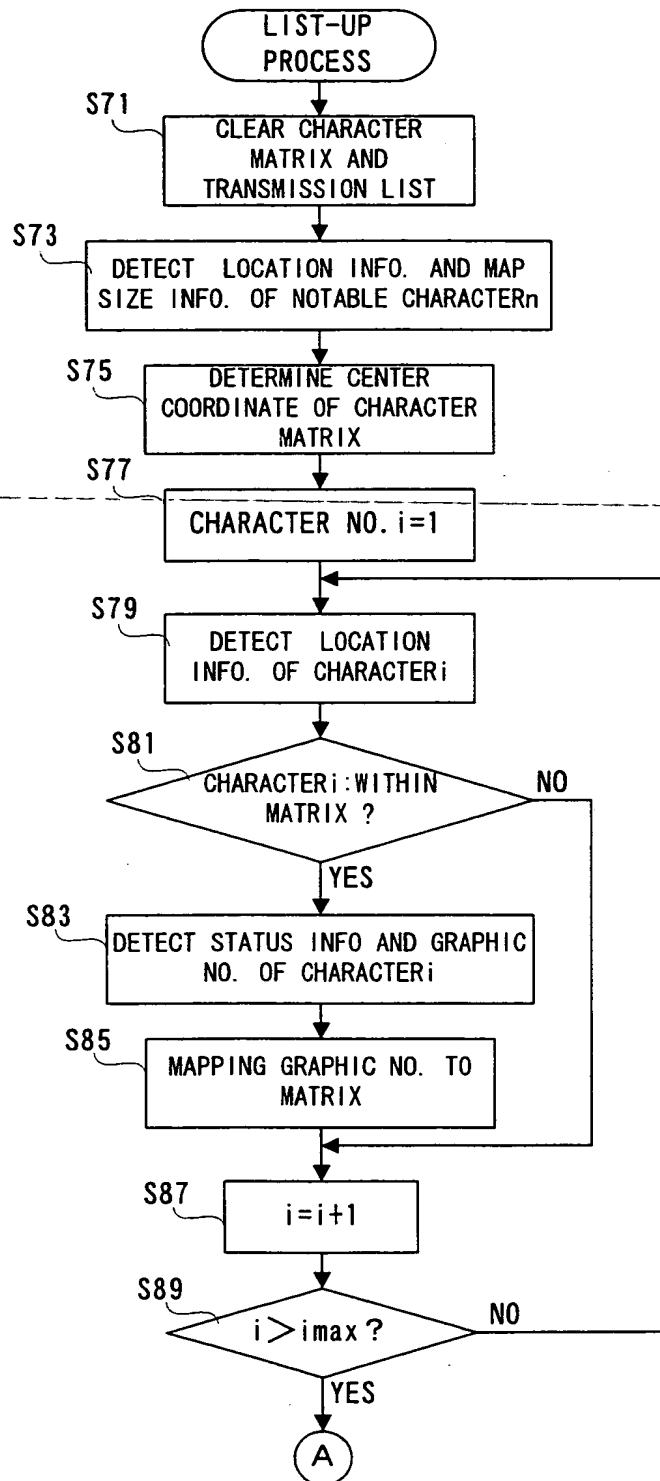 LIST-UP
PROCESS
S71
CLEAR CHARACTER
MATRIX AND
TRANSMISSION LIST
S73
DETECT LOCATION INFO. AND MAP
SIZE INFO. OF NOTABLE CHARACTERn
S75
DETERMINE CENTER
COORDINATE OF CHARACTER
MATRIX
S77
CHARACTER NO. i=1
S79
DETECT LOCATION
INFO. OF CHARACTERi
S81
CHARACTERi:WITHIN
MATRIX ?
NO
YES
S83
DETECT STATUS INFO AND GRAPHIC
NO. OF CHARACTERi
S85
MAPPING GRAPHIC NO. TO
MATRIX
S87
i=i+1
S89
i>imax?
NO
YES
A